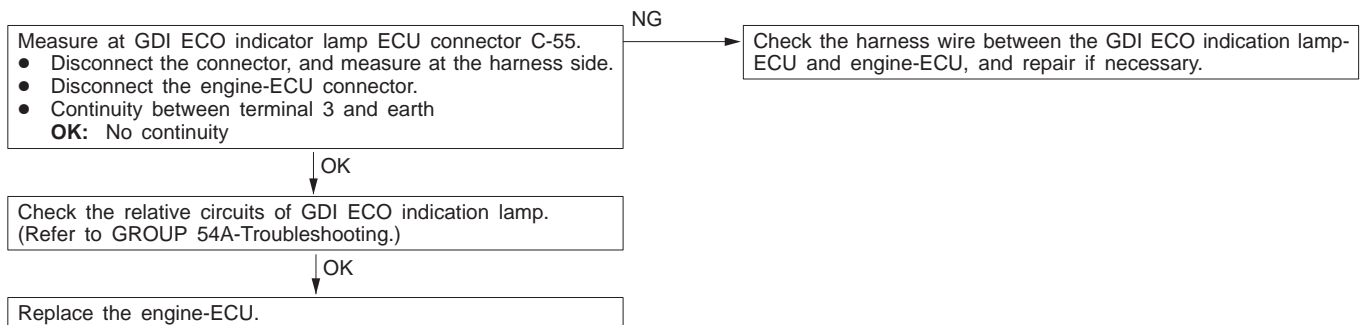 NG
Measure at GDI ECO indicator lamp ECU connector C-55.
● Disconnect the connector, and measure at the harness side.
● Disconnect the engine-ECU connector.
● Continuity between terminal 3 and earth
OK: No continuity
Check the harness wire between the GDI ECO indication lamp-
ECU and engine-ECU, and repair if necessary.
OK
Check the relative circuits of GDI ECO indication lamp.
(Refer to GROUP 54A-Troubleshooting.)
OK
Replace the engine-ECU.